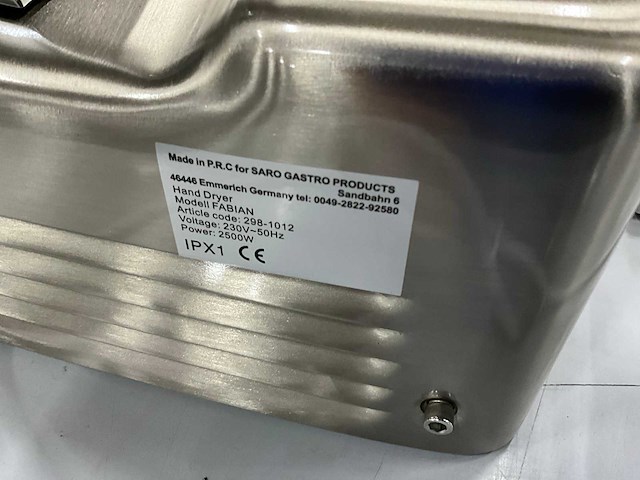 Made in P.R.C for SARO GASTRO PRODUCTS
Sandbahn 6
46446 Emmerich Germany tel: 0049-2822-92580
Hand Dryer
Modell FABIAN
Article code: 298-1012
Voltage: 230V~50Hz
Power: 2500W
IPX1 CE